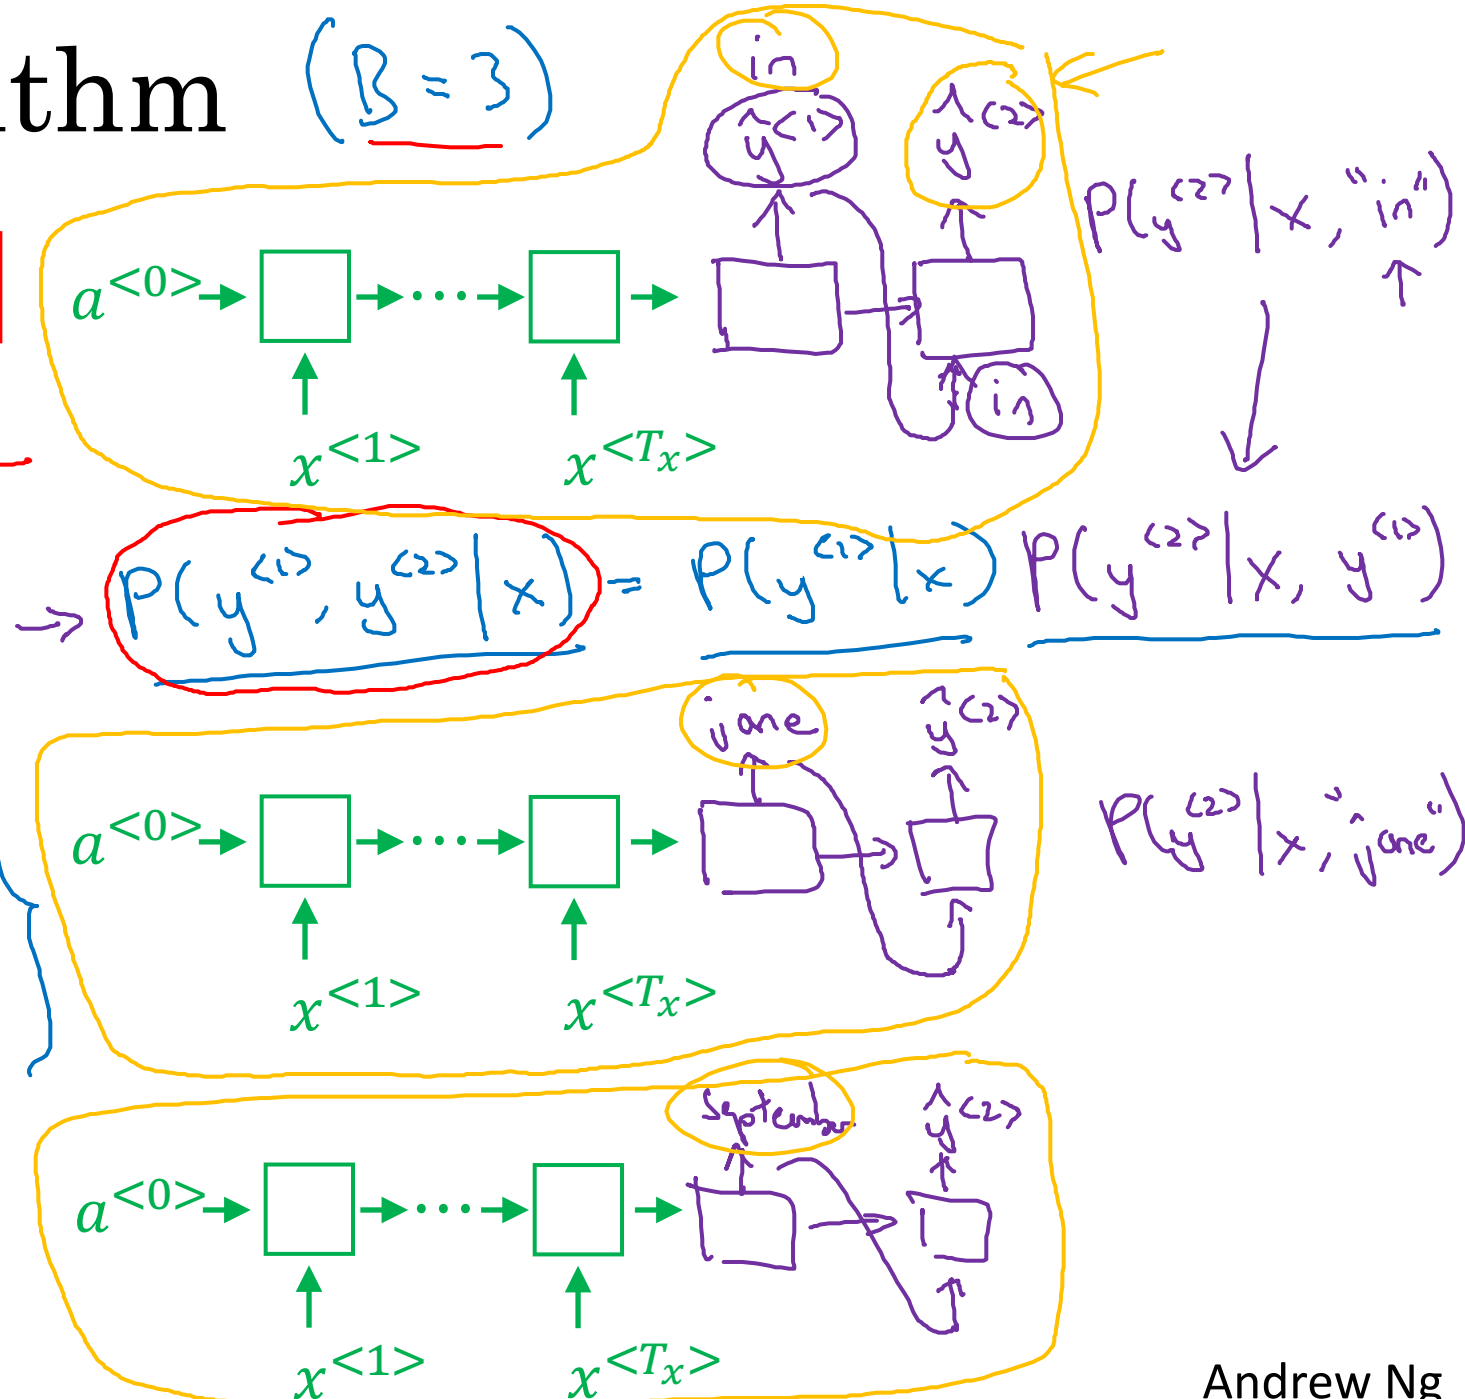 ithm (B = 3)
in
ŷ<1> ŷ<2>
P(y<2> | x, "in")
a<0> ...
in
x<1> x<Tx>
P(y<1>, y<2> | x) = P(y<1> | x) P(y<2> | x, y<1>)
jane ŷ<2>
a<0> ...
P(y<2> | x, "jane")
x<1> x<Tx>
September ŷ<2>
a<0> ...
x<1> x<Tx>
Andrew Ng